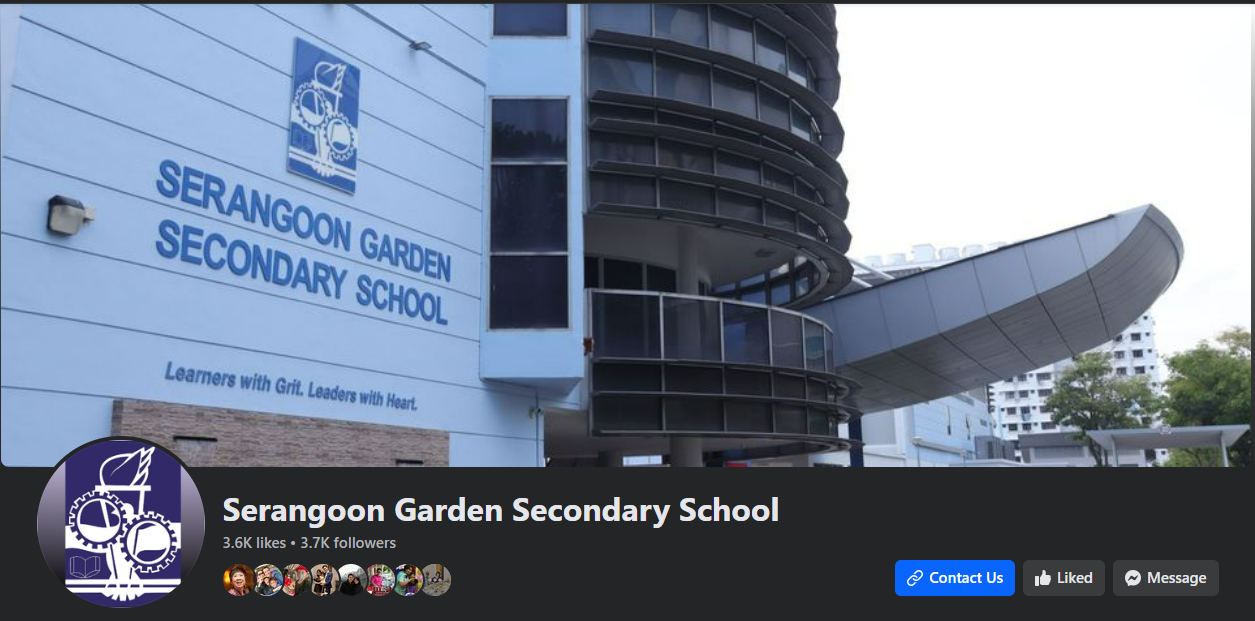 SERANGOON GARDEN
SECONDARY SCHOOL
Learners with Grit. Leaders with Heart.
Serangoon Garden Secondary School
3.6K likes • 3.7K followers
Contact Us
Liked
Message